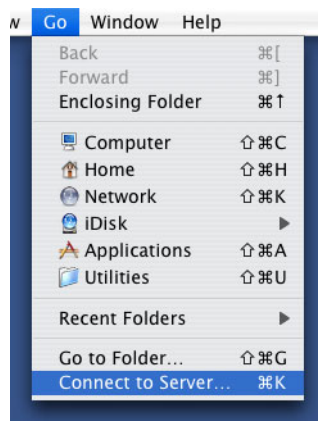 w Go Window Help
Back ⌘[
Forward ⌘]
Enclosing Folder ⌘↑
Computer ⇧⌘C
Home ⇧⌘H
Network ⇧⌘K
iDisk ▶
Applications ⇧⌘A
Utilities ⇧⌘U
Recent Folders ▶
Go to Folder... ⇧⌘G
Connect to Server... ⌘K